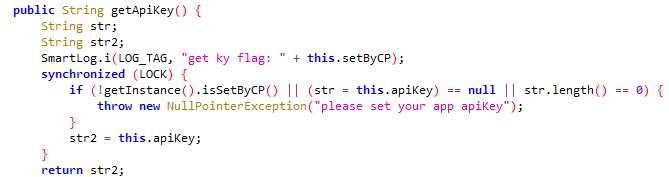 public String getApiKey() {
String str;
String str2;
SmartLog.i(LOG_TAG, "get ky flag: " + this.setByCP);
synchronized (LOCK) {
if (!getInstance().isSetByCP() || (str = this.apiKey) == null || str.length() == 0) {
throw new NullPointerException("please set your app apiKey");
}
str2 = this.apiKey;
}
return str2;